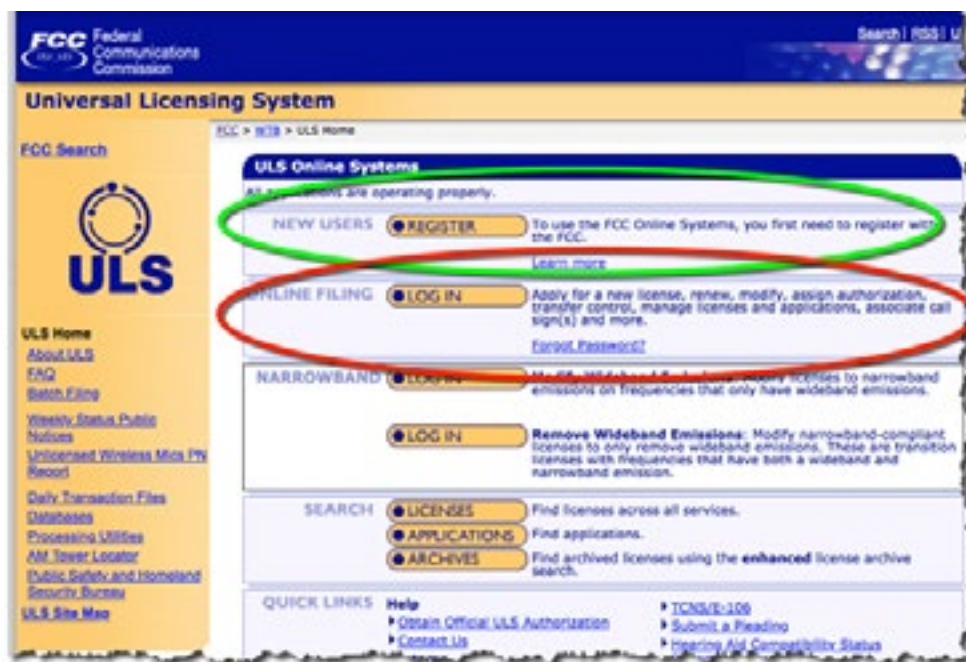 FCC Federal
Communications
Commission
Search | RSS | U
Universal Licensing System
FCC > WTB > ULS Home
FCC Search
ULS
ULS Home
About ULS
FAQ
Batch Filing
Weekly Status Public
Notices
Unlicensed Wireless Mics PN
Report
Daily Transaction Files
Databases
Processing Utilities
AM Tower Locator
Public Safety and Homeland
Security Bureau
ULS Site Map
ULS Online Systems
All applications are operating properly.
NEW USERS REGISTER To use the FCC Online Systems, you first need to register with
the FCC.
Learn more
ONLINE FILING LOG IN Apply for a new license, renew, modify, assign authorization,
transfer control, manage licenses and applications, associate call
sign(s) and more.
Forgot Password?
NARROWBAND LOG IN Modify Wideband Emissions: Modify licenses to narrowband
emissions on frequencies that only have wideband emissions.
LOG IN Remove Wideband Emissions: Modify narrowband-compliant
licenses to only remove wideband emissions. These are transition
licenses with frequencies that have both a wideband and
narrowband emission.
SEARCH LICENSES Find licenses across all services.
APPLICATIONS Find applications.
ARCHIVES Find archived licenses using the enhanced license archive
search.
QUICK LINKS Help
Obtain Official ULS Authorization
Contact Us
TCNS/E-106
Submit a Pleading
Hearing Aid Compatibility Status